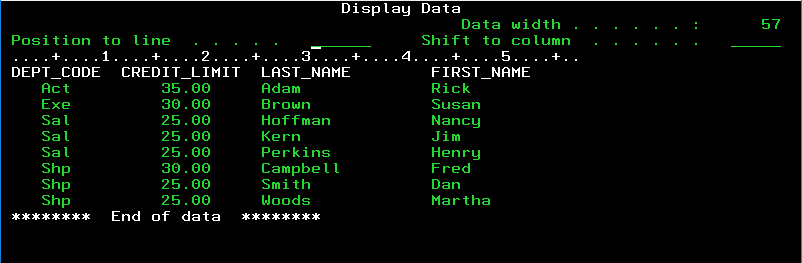 Display Data
Data width . . . . . . :      57
Position to line  . . . . .  ______     Shift to column  . . . . . .  _____
....+....1....+....2....+....3....+....4....+....5....+..
DEPT_CODE  CREDIT_LIMIT  LAST_NAME        FIRST_NAME
Act         35.00     Adam             Rick
Exe         30.00     Brown            Susan
Sal         25.00     Hoffman          Nancy
Sal         25.00     Kern             Jim
Sal         25.00     Perkins          Henry
Shp         30.00     Campbell         Fred
Shp         25.00     Smith            Dan
Shp         25.00     Woods            Martha
********  End of data  ********